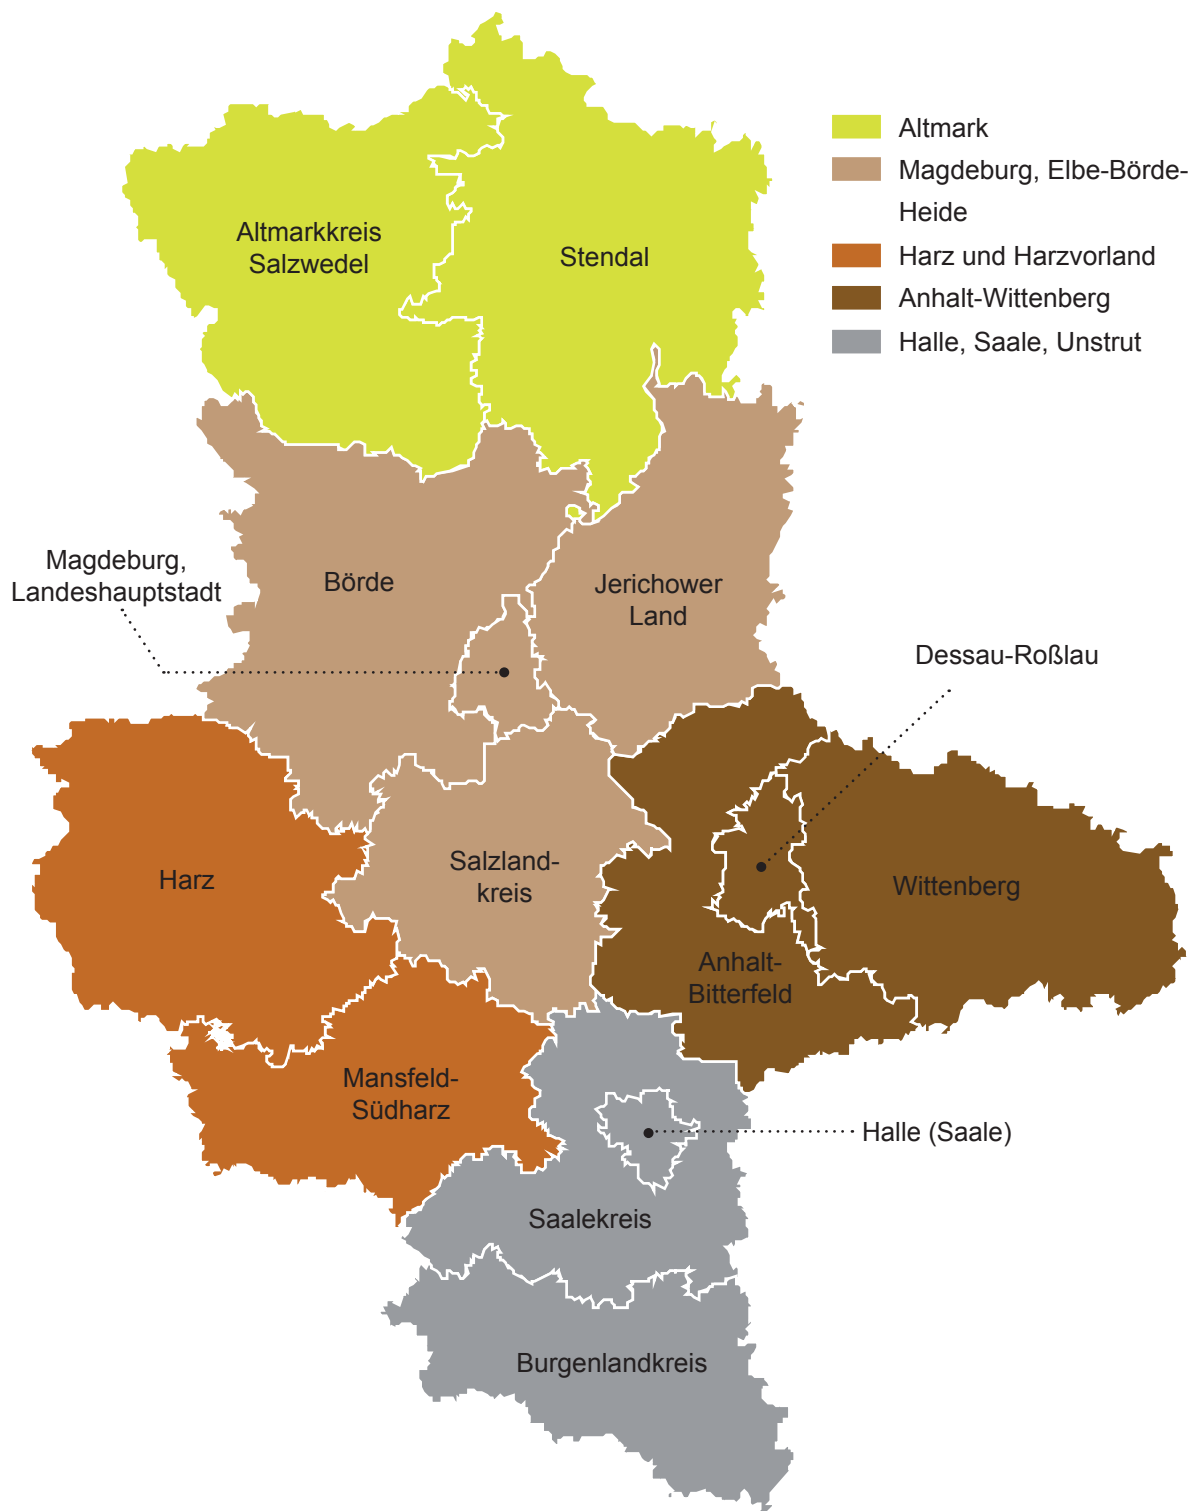 Altmark
Magdeburg, Elbe-Börde-
Heide
Harz und Harzvorland
Anhalt-Wittenberg
Halle, Saale, Unstrut
Altmarkkreis
Salzwedel
Stendal
Magdeburg,
Landeshauptstadt
Börde
Jerichower
Land
Dessau-Roßlau
Harz
Salzland-
kreis
Wittenberg
Anhalt-
Bitterfeld
Mansfeld-
Südharz
Halle (Saale)
Saalekreis
Burgenlandkreis